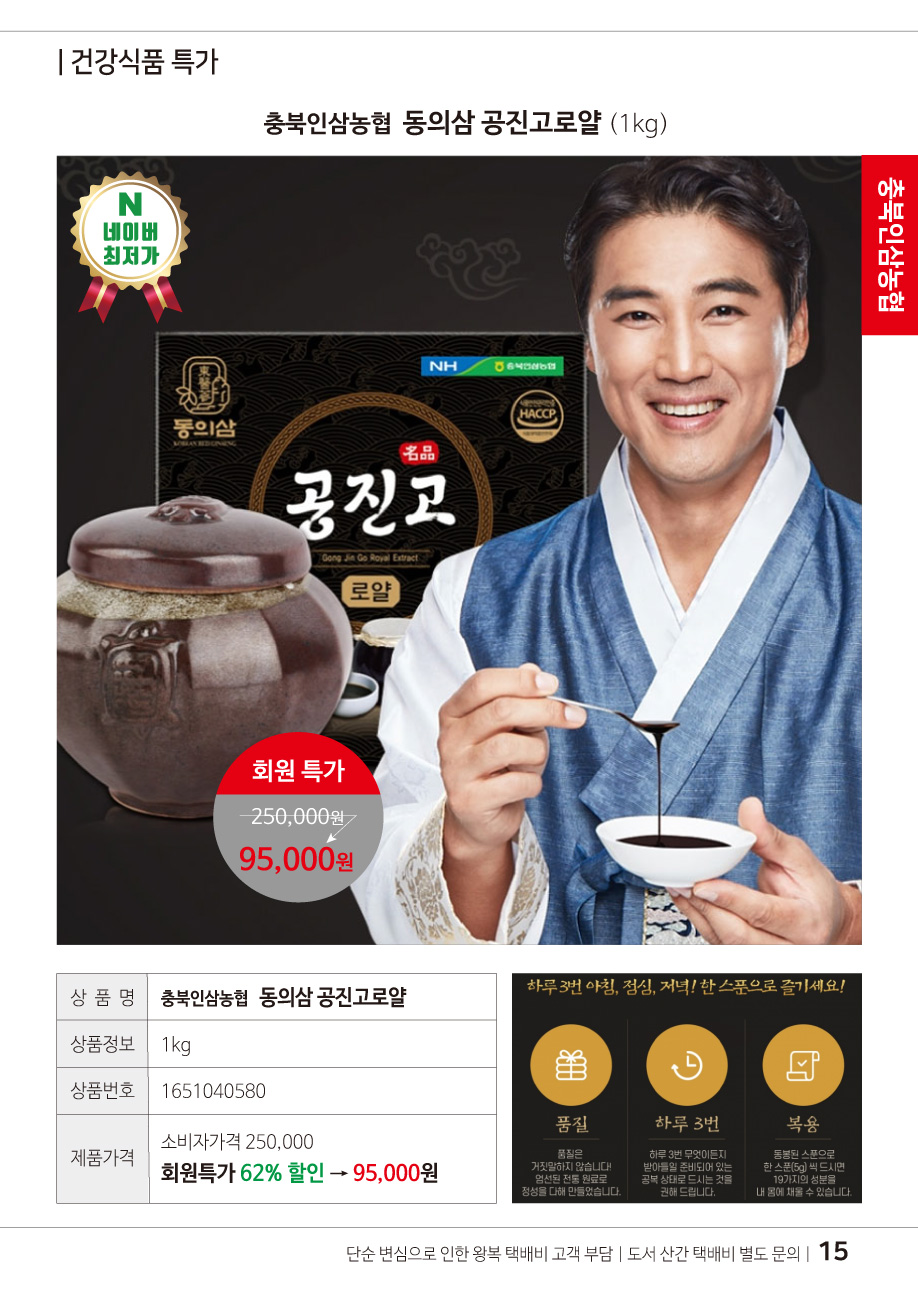 | 건강식품 특가
충북인삼농협 동의삼 공진고로얄 (1kg)
충북인삼농협
N
네이버
최저가
NH 충북인삼농협
東醫蔘
동의삼
KOREAN RED GINSENG
HACCP
名品
공진고
Gong Jin Go Royal Extract
로얄
회원 특가
250,000원
95,000원
상 품 명 충북인삼농협 동의삼 공진고로얄
상품정보 1kg
상품번호 1651040580
제품가격 소비자가격 250,000
회원특가 62% 할인 → 95,000원
하루 3번 아침, 점심, 저녁! 한 스푼으로 즐기세요!
품질
품질은
거짓말하지 않습니다!
엄선된 전통 원료로
정성을 다해 만들었습니다.
하루 3번
하루 3번 무엇이든지
받아들일 준비되어 있는
공복 상태로 드시는 것을
권해 드립니다.
복용
동봉된 스푼으로
한 스푼(5g) 씩 드시면
19가지의 성분을
내 몸에 채울 수 있습니다.
단순 변심으로 인한 왕복 택배비 고객 부담 | 도서 산간 택배비 별도 문의 | 15